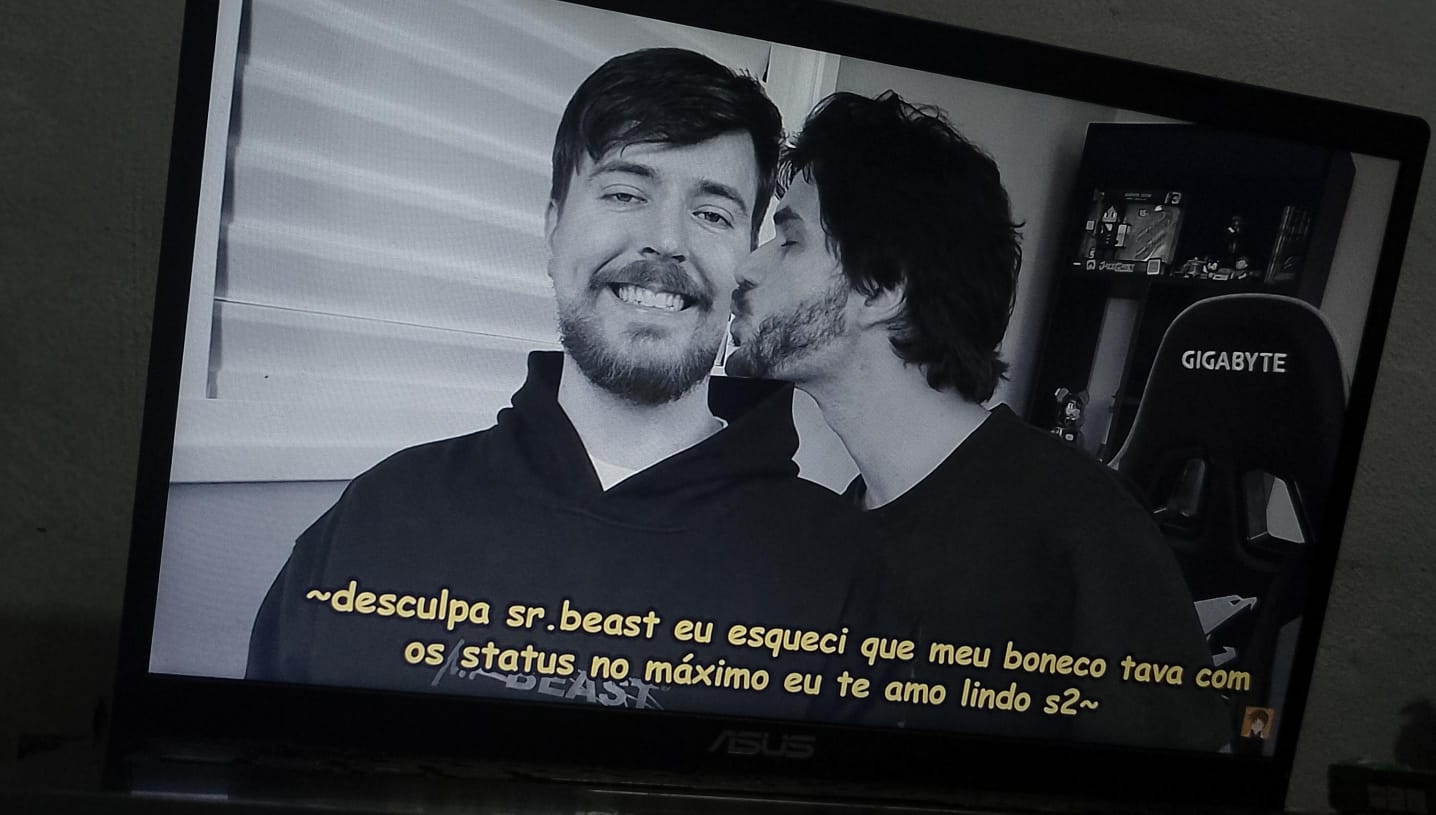 GIGABYTE
~desculpa sr.beast eu esqueci que meu boneco tava com
os status no máximo eu te amo lindo s2~
BEAST
ASUS